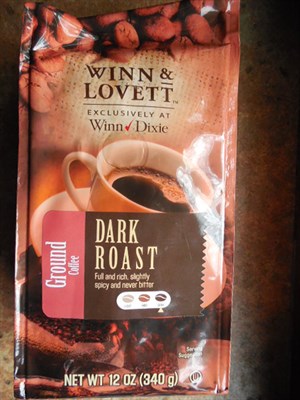 WINN &
LOVETT™
EXCLUSIVELY AT
Winn Dixie
Ground
Coffee
DARK
ROAST
Full and rich, slightly
spicy and never bitter
NET WT 12 OZ (340 g)